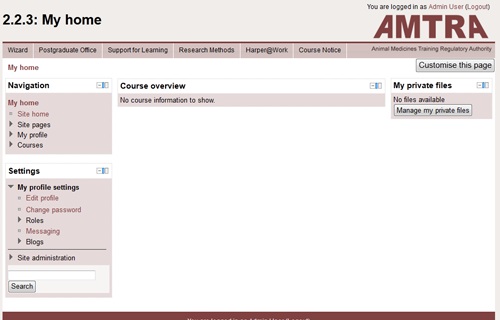 You are logged in as Admin User (Logout)
2.2.3: My home
AMTRA
Animal Medicines Training Regulatory Authority
Wizard Postgraduate Office Support for Learning Research Methods Harper@Work Course Notice
My home
Customise this page
Navigation
My home
Site home
Site pages
My profile
Courses
Settings
My profile settings
Edit profile
Change password
Roles
Messaging
Blogs
Site administration
Search
Course overview
No course information to show.
My private files
No files available
Manage my private files